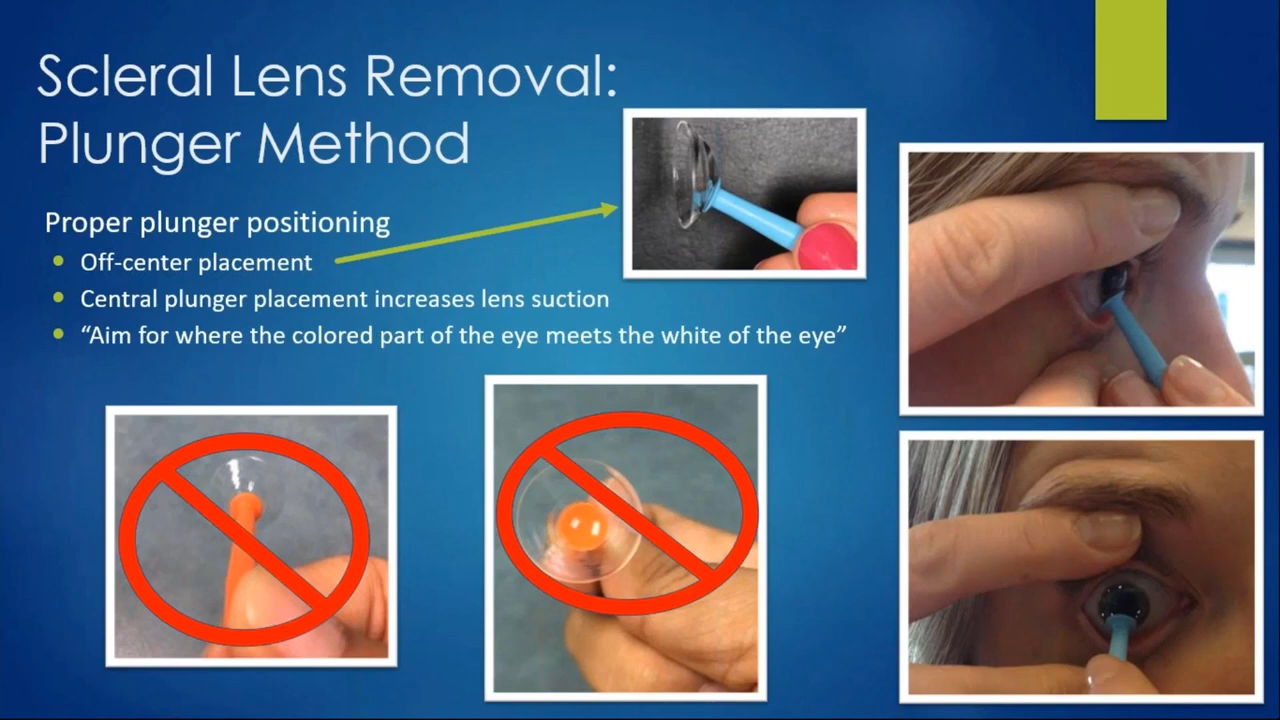 Scleral Lens Removal:
Plunger Method
Proper plunger positioning
Off-center placement
Central plunger placement increases lens suction
“Aim for where the colored part of the eye meets the white of the eye”